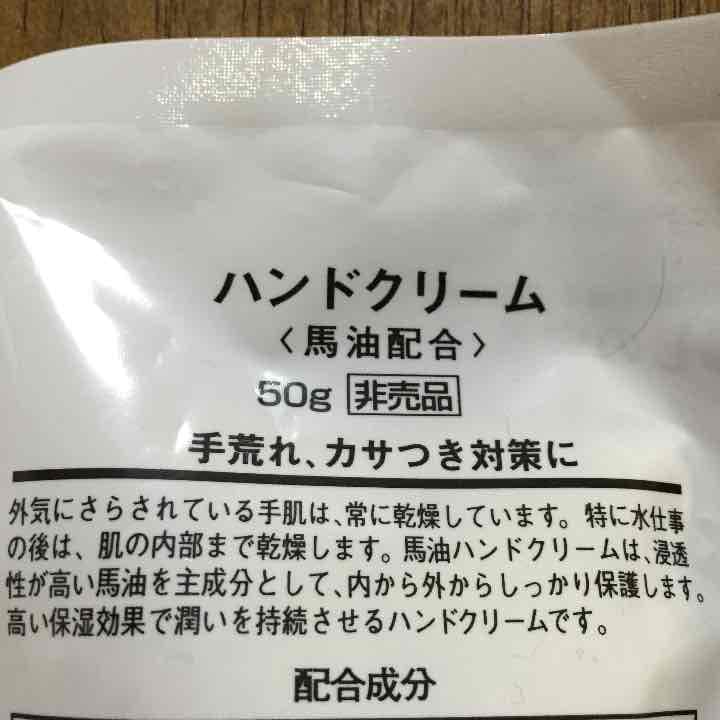 ハンドクリーム
〈馬油配合〉
50g 非売品
手荒れ、カサつき対策に
外気にさらされている手肌は、常に乾燥しています。特に水仕事
の後は、肌の内部まで乾燥します。馬油ハンドクリームは、浸透
性が高い馬油を主成分として、内から外からしっかり保護します。
高い保湿効果で潤いを持続させるハンドクリームです。
配合成分